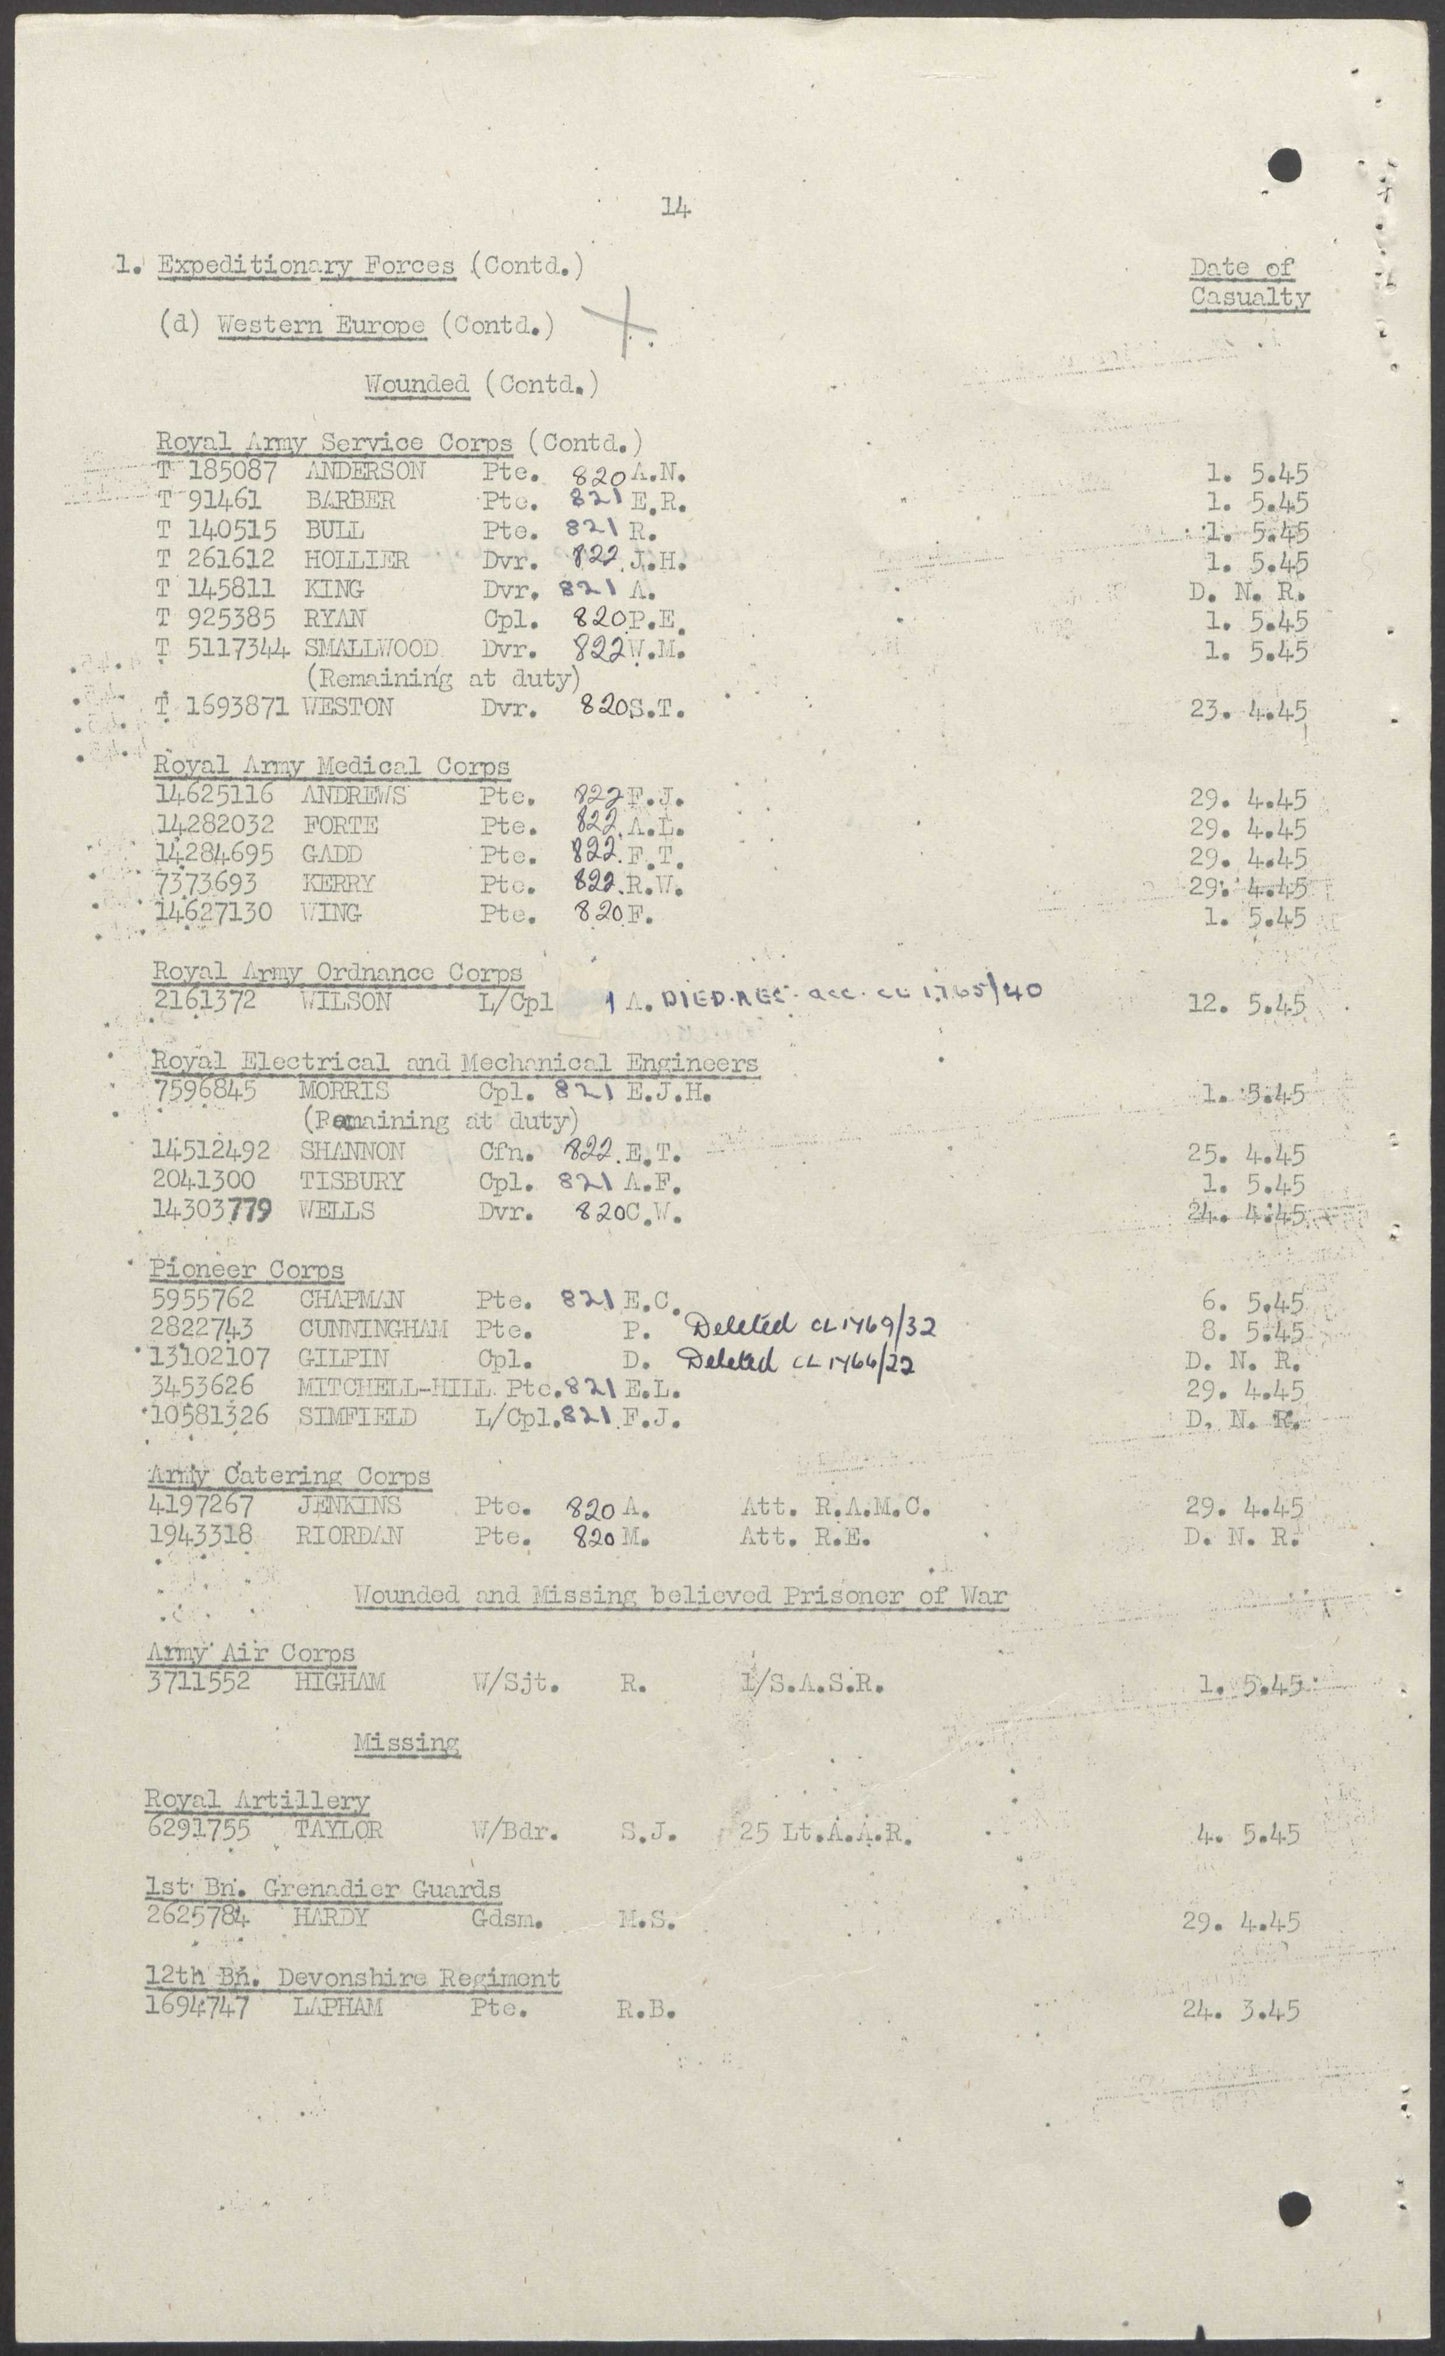 14
1. Expeditionary Forces (Contd.)
Date of
Casualty
(d) Western Europe (Contd.)
Wounded (Contd.)
Royal Army Service Corps (Contd.)
T 185087 ANDERSON Pte. 820 A.N. 1. 5.45
T 91461 BARBER Pte. 821 E.R. 1. 5.45
T 140515 BULL Pte. 821 R. 1. 5.45
T 261612 HOLLIER Dvr. 822 J.H. 1. 5.45
T 145811 KING Dvr. 821 A. D. N. R.
T 925385 RYAN Cpl. 820 P.E. 1. 5.45
T 5117344 SMALLWOOD Dvr. 822 W.M. 1. 5.45
(Remaining at duty)
T 1693871 WESTON Dvr. 820 S.T. 23. 4.45
Royal Army Medical Corps
14625116 ANDREWS Pte. 822 F.J. 29. 4.45
14282032 FORTE Pte. 822 A.L. 29. 4.45
14284695 GADD Pte. 822 F.T. 29. 4.45
7373693 KERRY Pte. 822 R.W. 29. 4.45
14627130 WING Pte. 820 F. 1. 5.45
Royal Army Ordnance Corps
2161372 WILSON L/Cpl 1 A. DIED.AEC. acc. CL 1765/40 12. 5.45
Royal Electrical and Mechanical Engineers
7596845 MORRIS Cpl. 821 E.J.H. 1. 5.45
(Remaining at duty)
14512492 SHANNON Cfn. 822 E.T. 25. 4.45
2041300 TISBURY Cpl. 821 A.F. 1. 5.45
14303779 WELLS Dvr. 820 C.W. 24. 4.45
Pioneer Corps
5955762 CHAPMAN Pte. 821 E.C. 6. 5.45
2822743 CUNNINGHAM Pte. P. Deleted CL 1769/32 8. 5.45
13102107 GILPIN Cpl. D. Deleted CL 1766/22 D. N. R.
3453626 MITCHELL-HILL Pte. 821 E.L. 29. 4.45
10581326 SIMFIELD L/Cpl. 821 F.J. D. N. R.
Army Catering Corps
4197267 JENKINS Pte. 820 A. Att. R.A.M.C. 29. 4.45
1943318 RIORDAN Pte. 820 M. Att. R.E. D. N. R.
Wounded and Missing believed Prisoner of War
Army Air Corps
3711552 HIGHAM W/Sjt. R. 1/S.A.S.R. 1. 5.45
Missing
Royal Artillery
6291755 TAYLOR W/Bdr. S.J. 25 Lt.A.A.R. 4. 5.45
1st Bn. Grenadier Guards
2625784 HARDY Gdsm. M.S. 29. 4.45
12th Bn. Devonshire Regiment
1694747 LAPHAM Pte. R.B. 24. 3.45